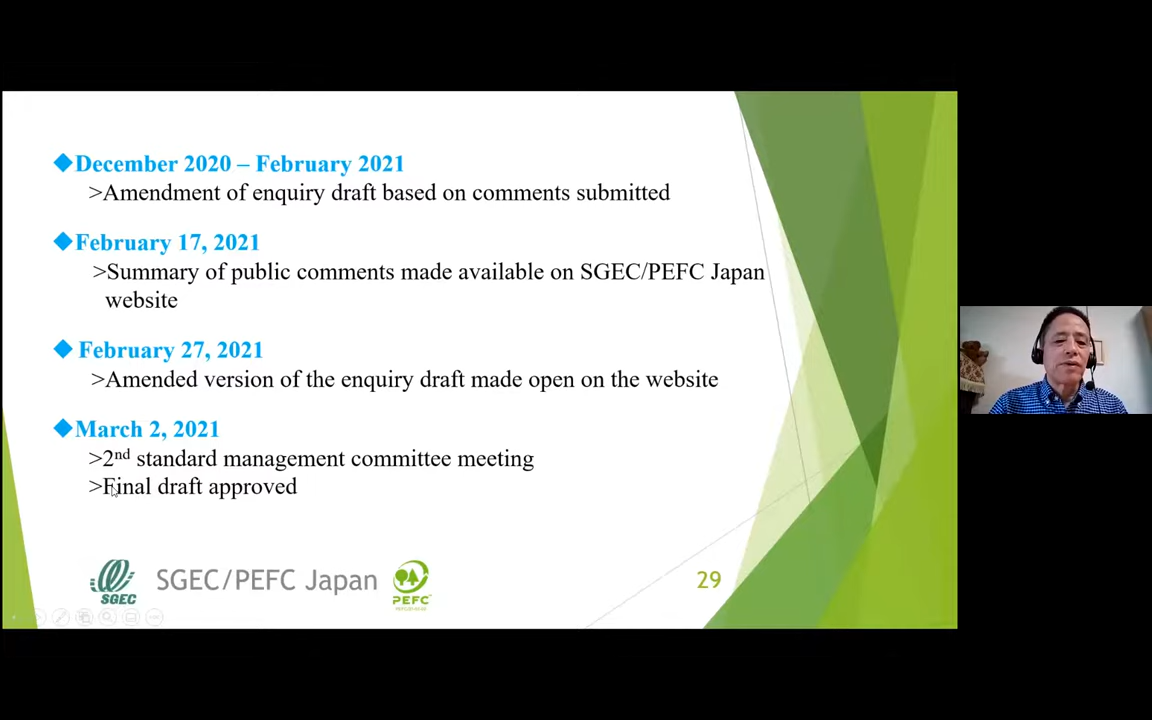 ◆December 2020 – February 2021
>Amendment of enquiry draft based on comments submitted
◆February 17, 2021
>Summary of public comments made available on SGEC/PEFC Japan
website
◆ February 27, 2021
>Amended version of the enquiry draft made open on the website
◆March 2, 2021
>2nd standard management committee meeting
>Final draft approved
SGEC
SGEC/PEFC Japan
PEFC
29